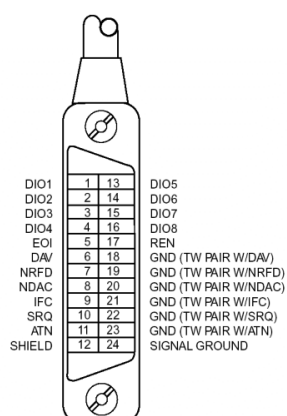 DIO1 1 13 DIO5
DIO2 2 14 DIO6
DIO3 3 15 DIO7
DIO4 4 16 DIO8
EOI 5 17 REN
DAV 6 18 GND (TW PAIR W/DAV)
NRFD 7 19 GND (TW PAIR W/NRFD)
NDAC 8 20 GND (TW PAIR W/NDAC)
IFC 9 21 GND (TW PAIR W/IFC)
SRQ 10 22 GND (TW PAIR W/SRQ)
ATN 11 23 GND (TW PAIR W/ATN)
SHIELD 12 24 SIGNAL GROUND